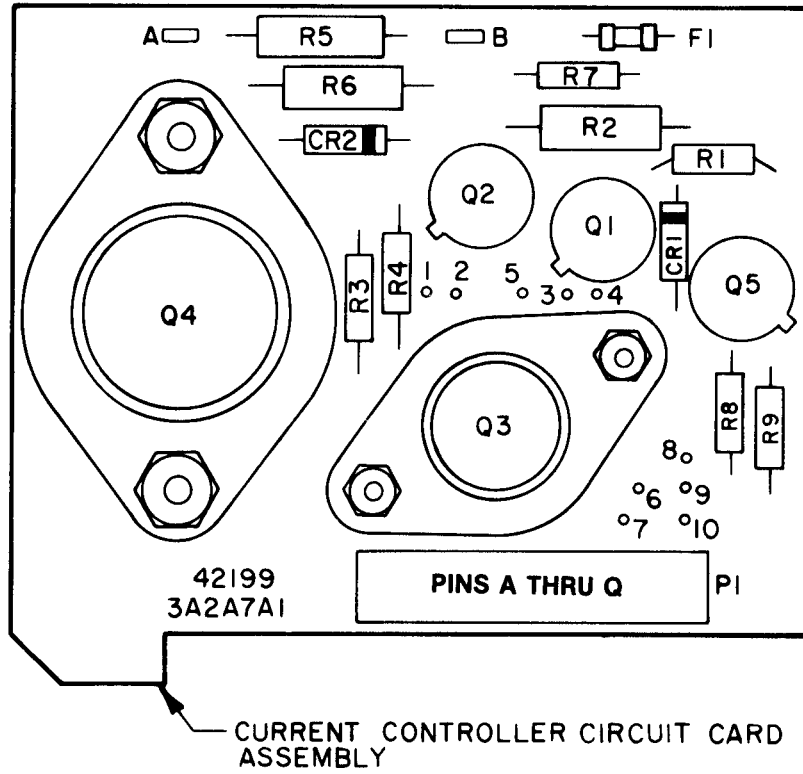 A R5 B F1
R6 R7
CR2 R2
R1
Q2 Q1 CR1
Q5
Q4 R3 R4 1 2 5 3 4
Q3 R8 R9
8
6 9
7 10
42199
3A2A7A1
PINS A THRU Q P1
CURRENT CONTROLLER CIRCUIT CARD
ASSEMBLY